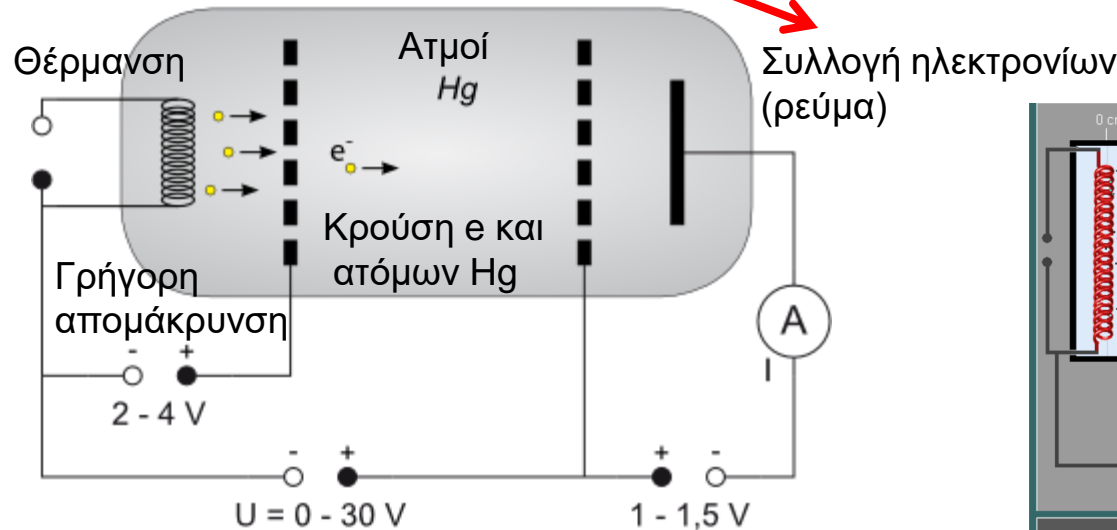 Θέρμανση
Ατμοί
Hg
Συλλογή ηλεκτρονίων
(ρεύμα)
0 c
e-
Κρούση e και
ατόμων Hg
Γρήγορη
απομάκρυνση
A
I
- +
2 - 4 V
- +
+ -
U = 0 - 30 V
1 - 1,5 V